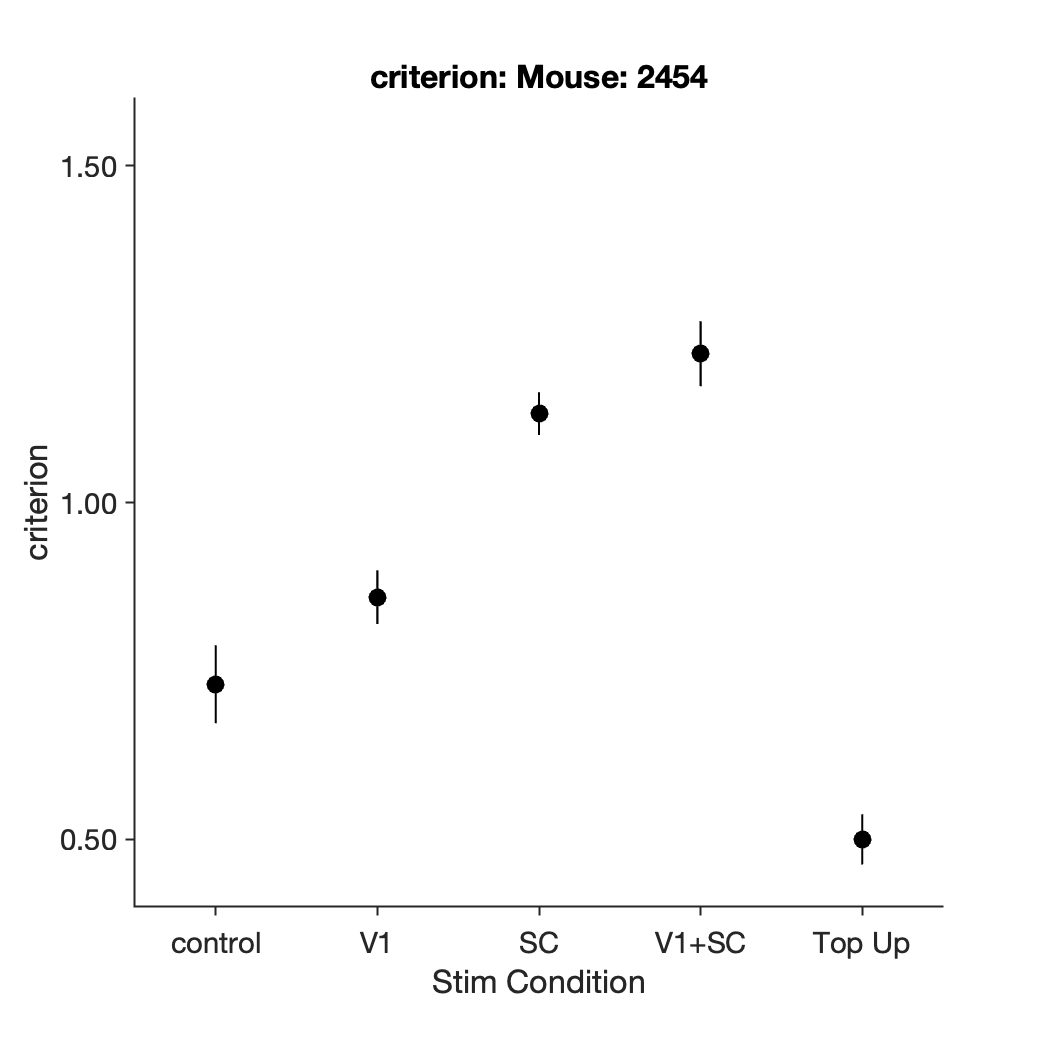 criterion: Mouse: 2454
1.50
1.00
0.50
criterion
control V1 SC V1+SC Top Up
Stim Condition